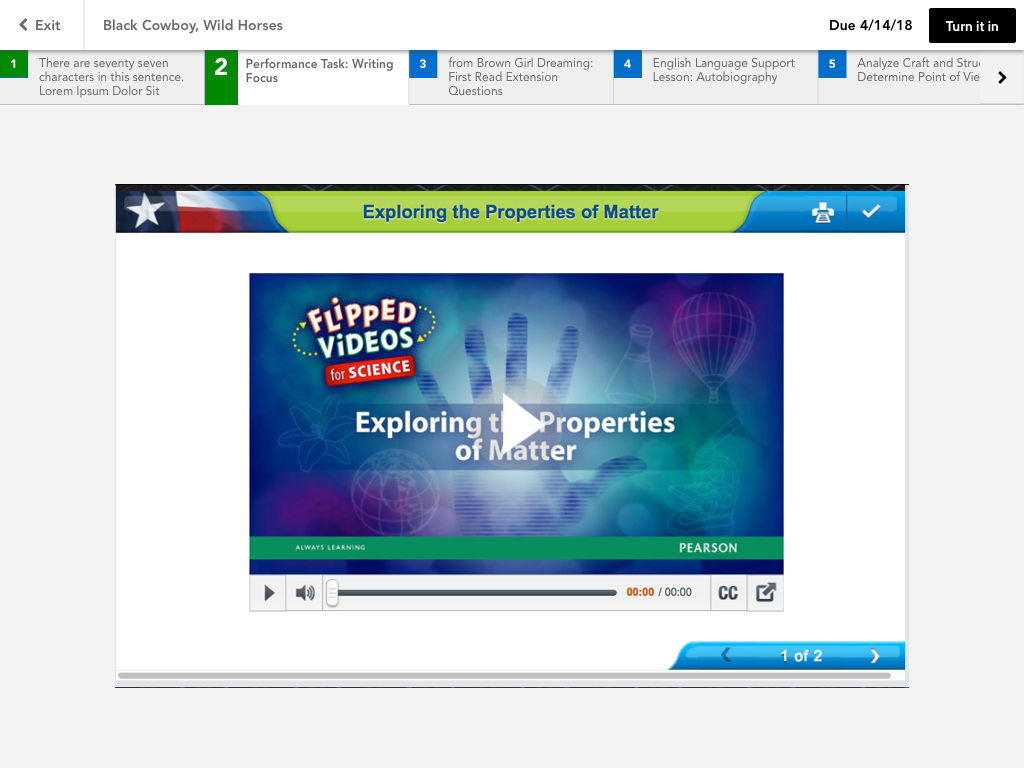 Exit
Black Cowboy, Wild Horses
Due 4/14/18
Turn it in
1
There are seventy seven
characters in this sentence.
Lorem Ipsum Dolor Sit
2
Performance Task: Writing
Focus
3
from Brown Girl Dreaming:
First Read Extension
Questions
4
English Language Support
Lesson: Autobiography
5
Analyze Craft and Stru
Determine Point of Vie
Exploring the Properties of Matter
FLiPPED
ViDEOS
for SCIENCE
Exploring the Properties
of Matter
ALWAYS LEARNING
PEARSON
00:00 / 00:00
CC
1 of 2